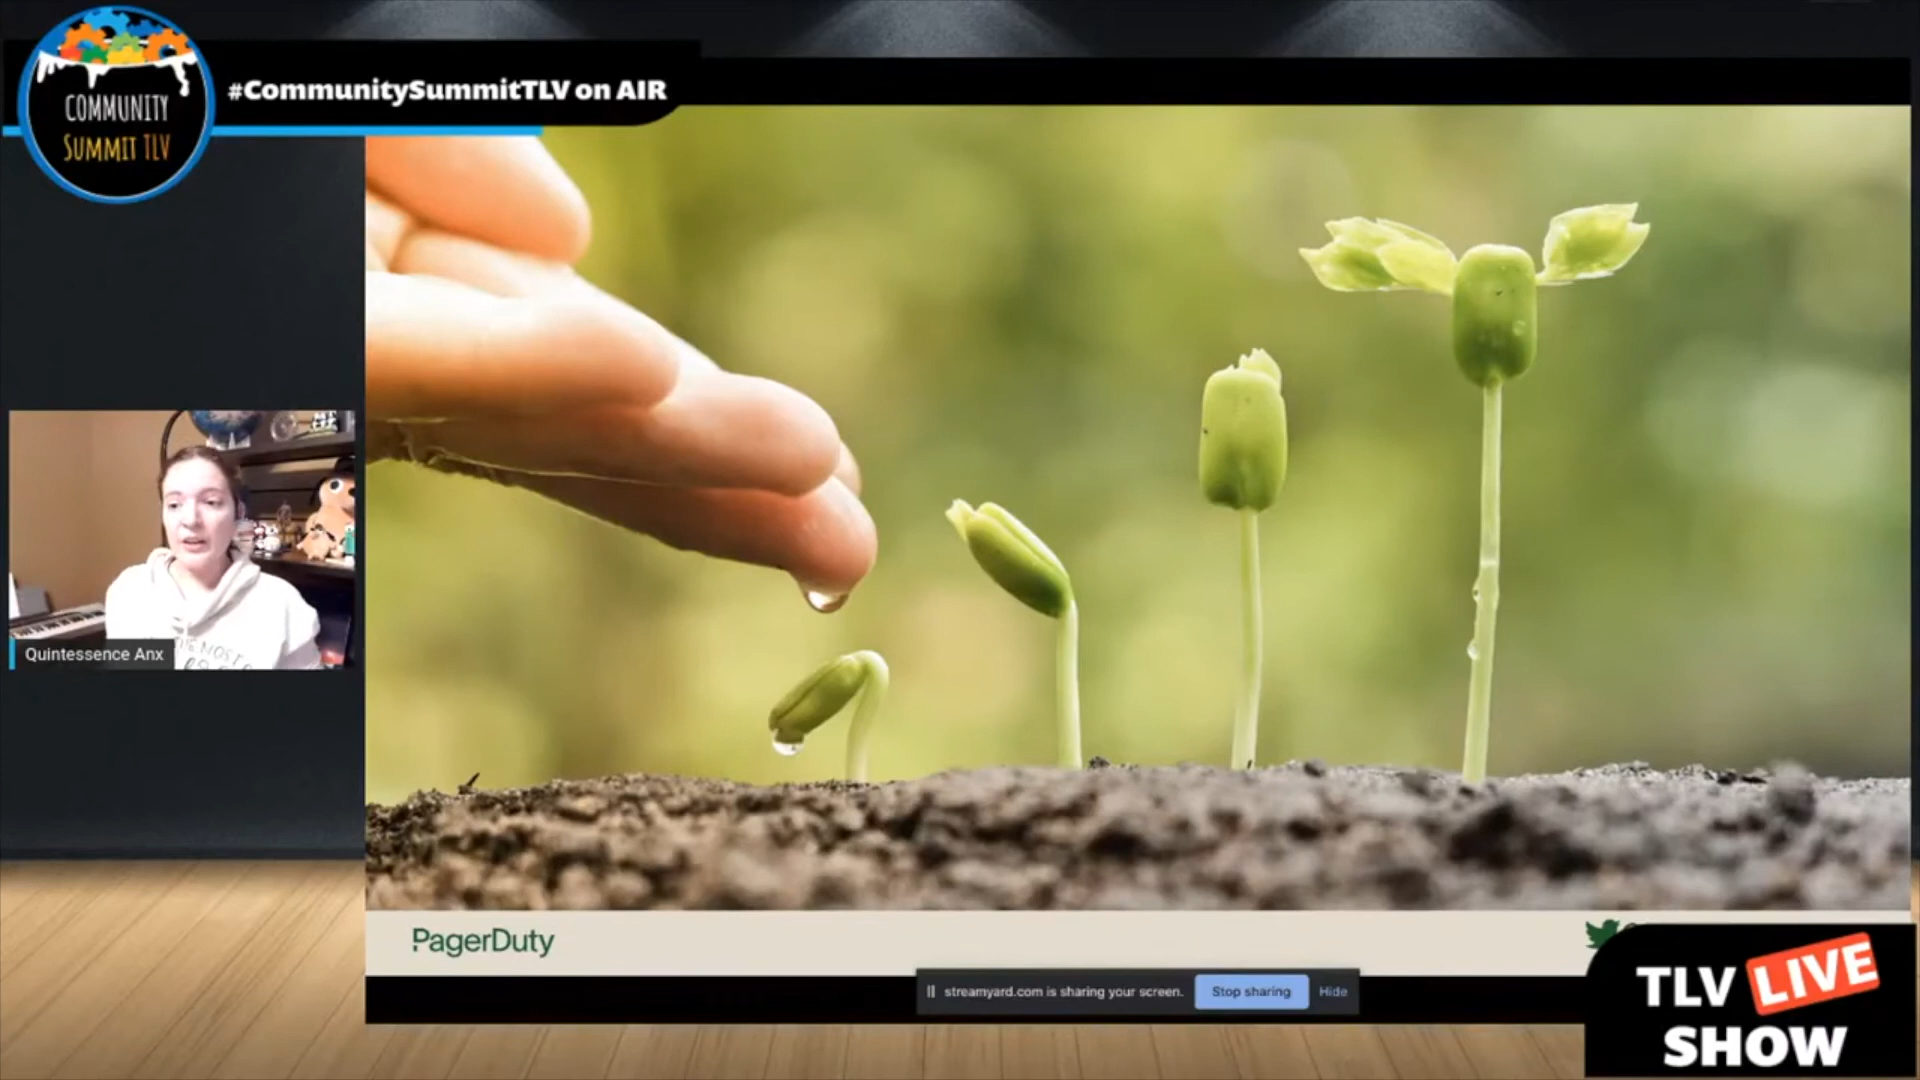 COMMUNITY
SUMMIT TLV
#CommunitySummitTLV on AIR
Quintessence Anx
PagerDuty
streamyard.com is sharing your screen.
Stop sharing
Hide
TLV LIVE
SHOW